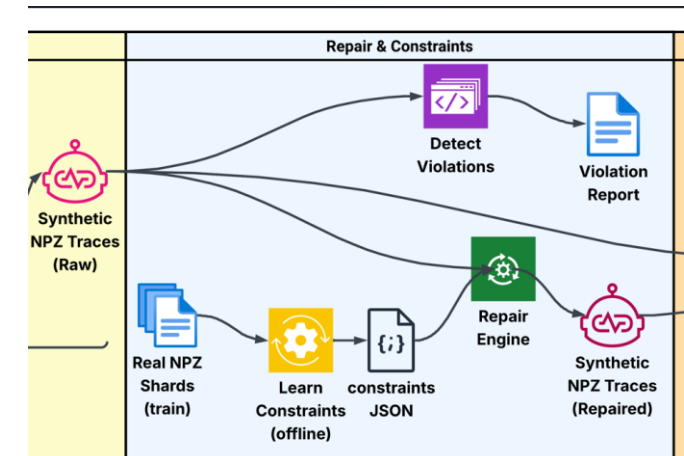 Repair & Constraints
</>
Detect
Violations
Violation
Report
Synthetic
NPZ Traces
(Raw)
Repair
Engine
Real NPZ
Shards
(train)
Learn
Constraints
(offline)
{;}
constraints
JSON
Synthetic
NPZ Traces
(Repaired)